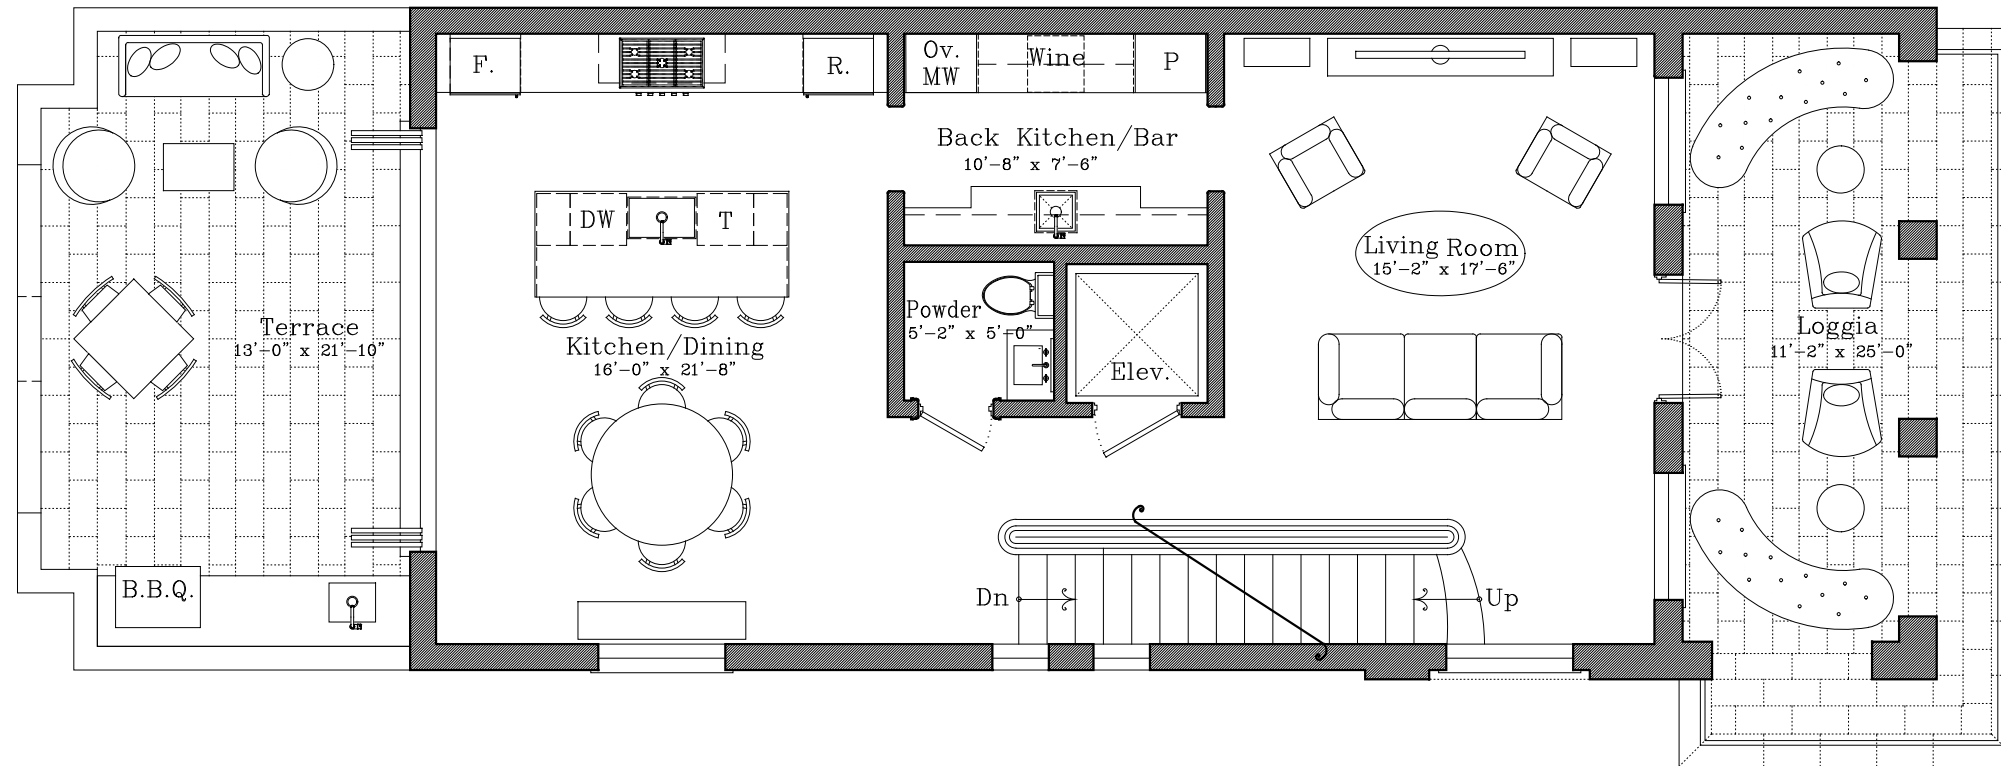 F.
R.
Ov.
MW
Wine
P
Back Kitchen/Bar
10'-8" x 7'-6"
DW
T
Living Room
15'-2" x 17'-6"
Powder
5'-2" x 5'-0"
Elev.
Terrace
13'-0" x 21'-10"
Kitchen/Dining
16'-0" x 21'-8"
Loggia
11'-2" x 25'-0"
B.B.Q.
Dn
Up